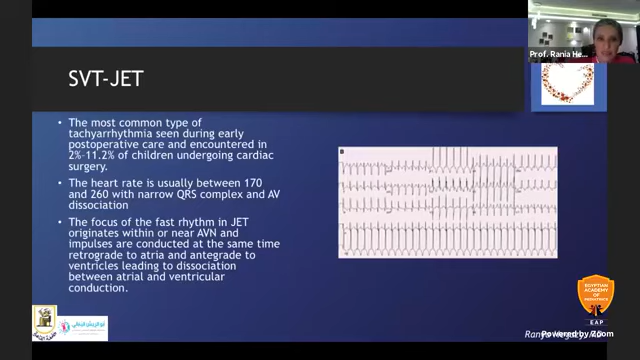 Prof. Rania He...
SVT-JET
• The most common type of
tachyarrhythmia seen during early
postoperative care and encountered in
2%-11.2% of children undergoing cardiac
surgery.
• The heart rate is usually between 170
and 260 with narrow QRS complex and AV
dissociation
• The focus of the fast rhythm in JET
originates within or near AVN and
impulses are conducted at the same time
retrograde to atria and antegrade to
ventricles leading to dissociation
between atrial and ventricular
conduction.
B
EGYPTIAN
ACADEMY
EAP
Powered by Zoom